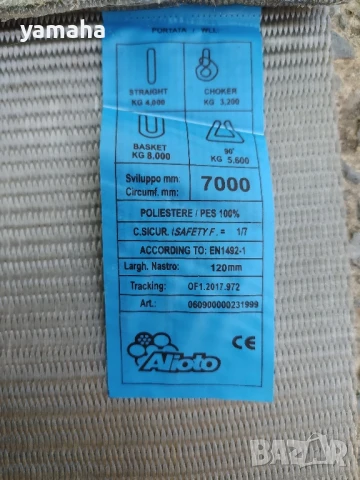 yamaha
PORTATA / WLL
STRAIGHT
KG 4,000
CHOKER
KG 3,200
BASKET
KG 8.000
90°
KG 5.600
Sviluppo mm.
Circumf. mm:
7000
POLIESTERE / PES 100%
C.SICUR. /SAFETY F. = 1/7
ACCORDING TO: EN1492-1
Largh. Nastro: 120mm
Tracking: OF1.2017.972
Art.: 060900000231999
Alioto
CE
BAZAR